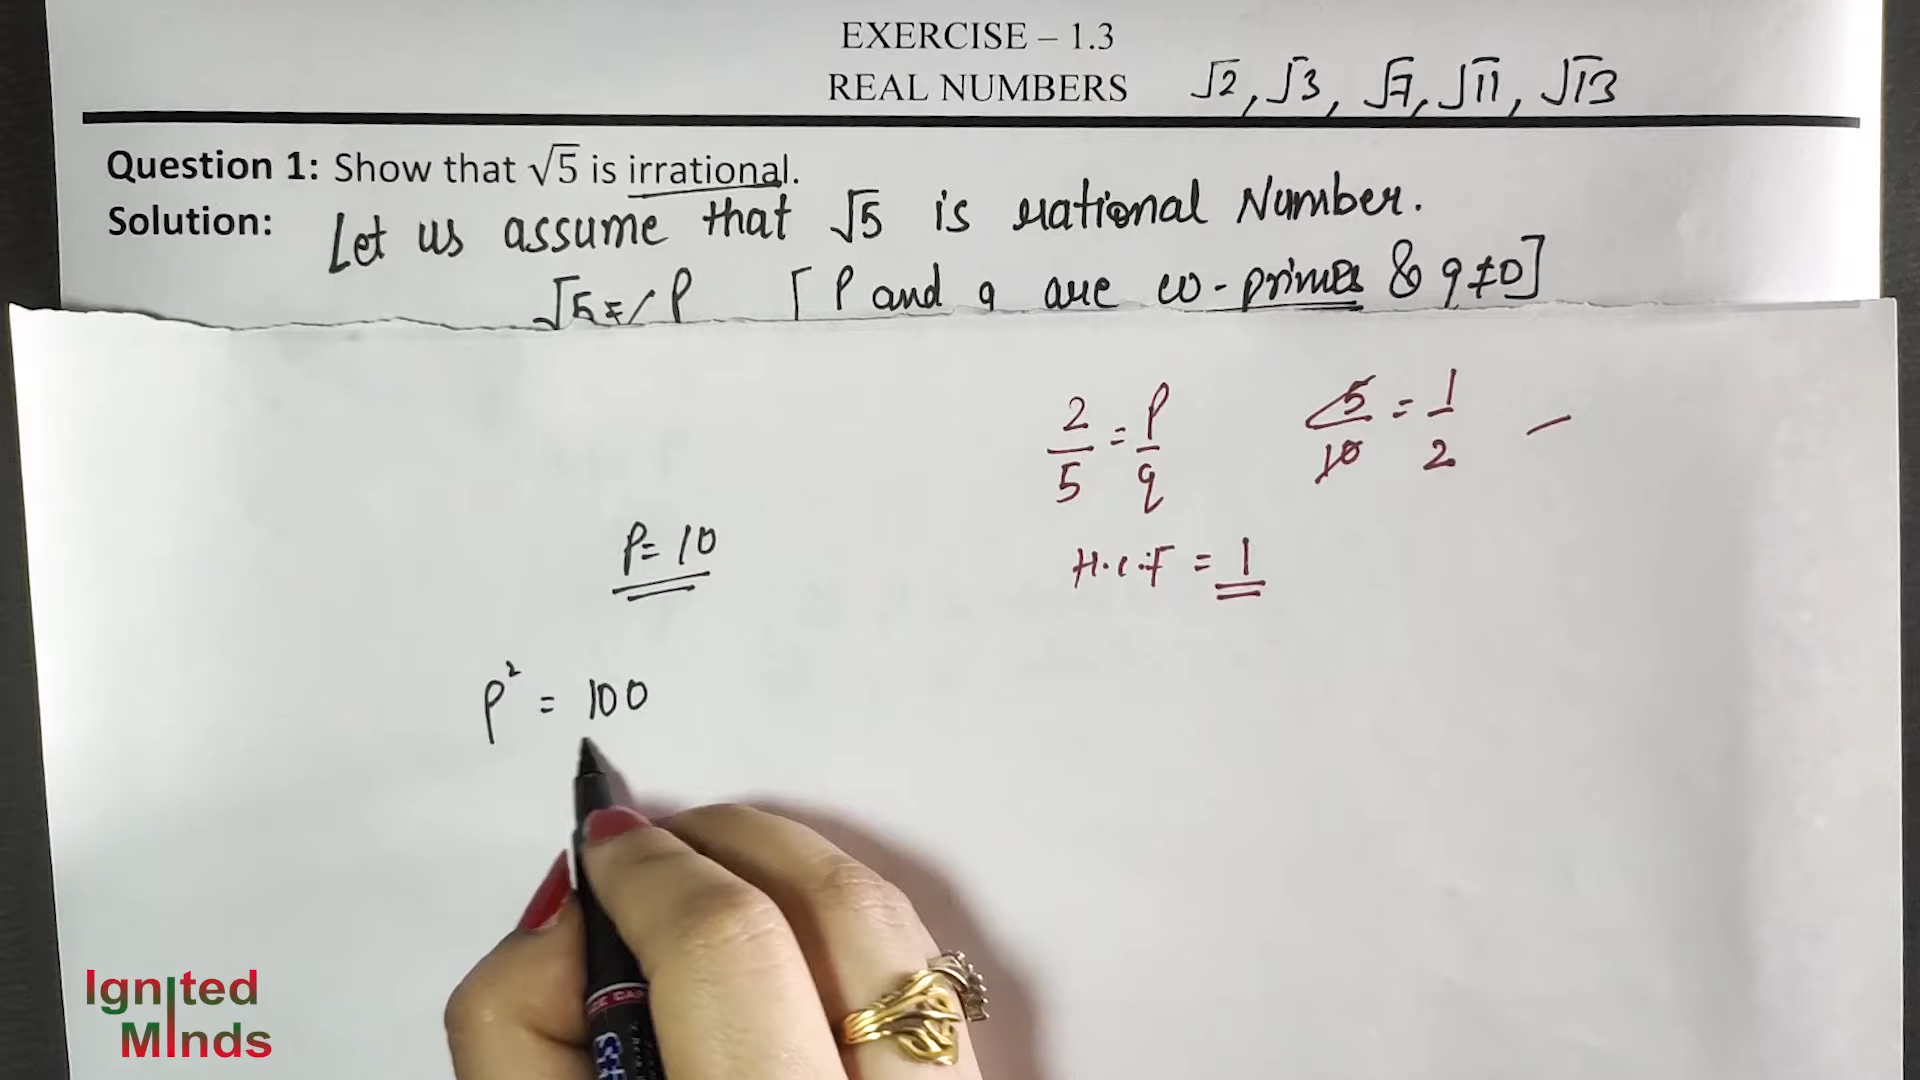 EXERCISE – 1.3
REAL NUMBERS √2, √3, √7, √11, √13
Question 1: Show that √5 is irrational.
Solution: Let us assume that √5 is rational Number.
√5 = P [P and q are co-primes & q≠0]
2/5 = P/q 5/10 = 1/2
P = 10
H.C.F = 1
P² = 100
Ignited
Minds